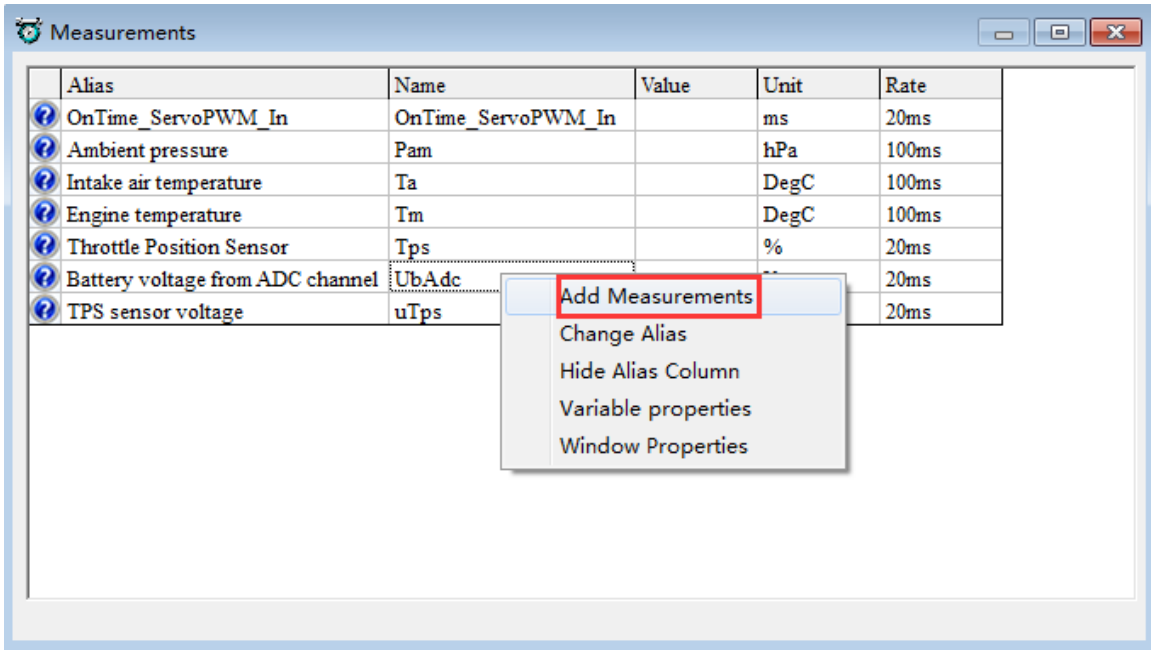 Measurements
Alias Name Value Unit Rate
OnTime_ServoPWM_In OnTime_ServoPWM_In ms 20ms
Ambient pressure Pam hPa 100ms
Intake air temperature Ta DegC 100ms
Engine temperature Tm DegC 100ms
Throttle Position Sensor Tps % 20ms
Battery voltage from ADC channel UbAdc 20ms
TPS sensor voltage uTps 20ms
Add Measurements
Change Alias
Hide Alias Column
Variable properties
Window Properties